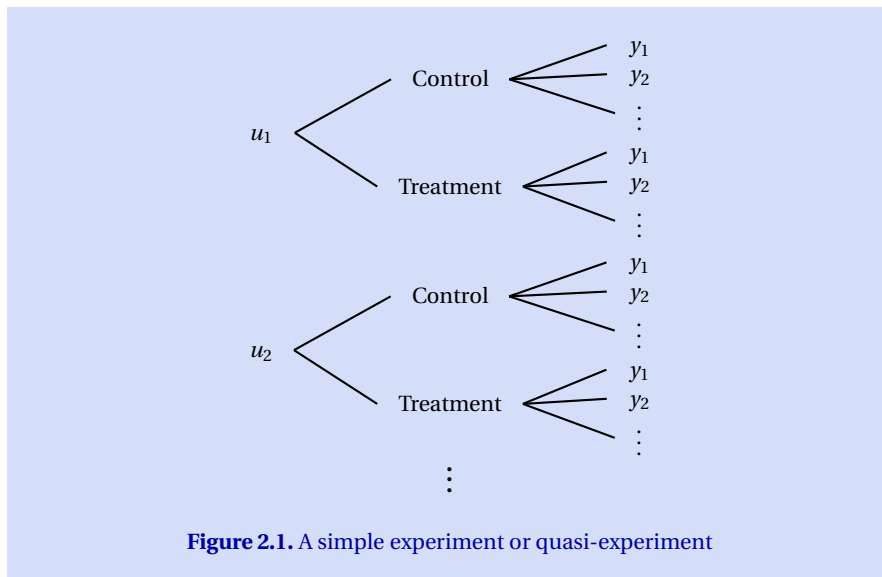 y₁
Control y₂
⋮
u₁
y₁
Treatment y₂
⋮
y₁
Control y₂
⋮
u₂
y₁
Treatment y₂
⋮
⋮
Figure 2.1. A simple experiment or quasi-experiment